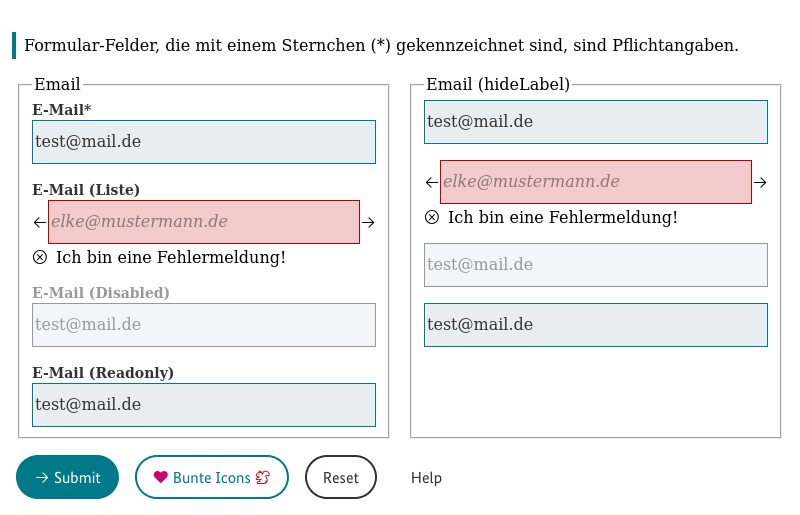 Formular-Felder, die mit einem Sternchen (*) gekennzeichnet sind, sind Pflichtangaben.
Email
E-Mail*
test@mail.de
E-Mail (Liste)
elke@mustermann.de
Ich bin eine Fehlermeldung!
E-Mail (Disabled)
test@mail.de
E-Mail (Readonly)
test@mail.de
Email (hideLabel)
test@mail.de
elke@mustermann.de
Ich bin eine Fehlermeldung!
test@mail.de
test@mail.de
Submit
Bunte Icons
Reset
Help